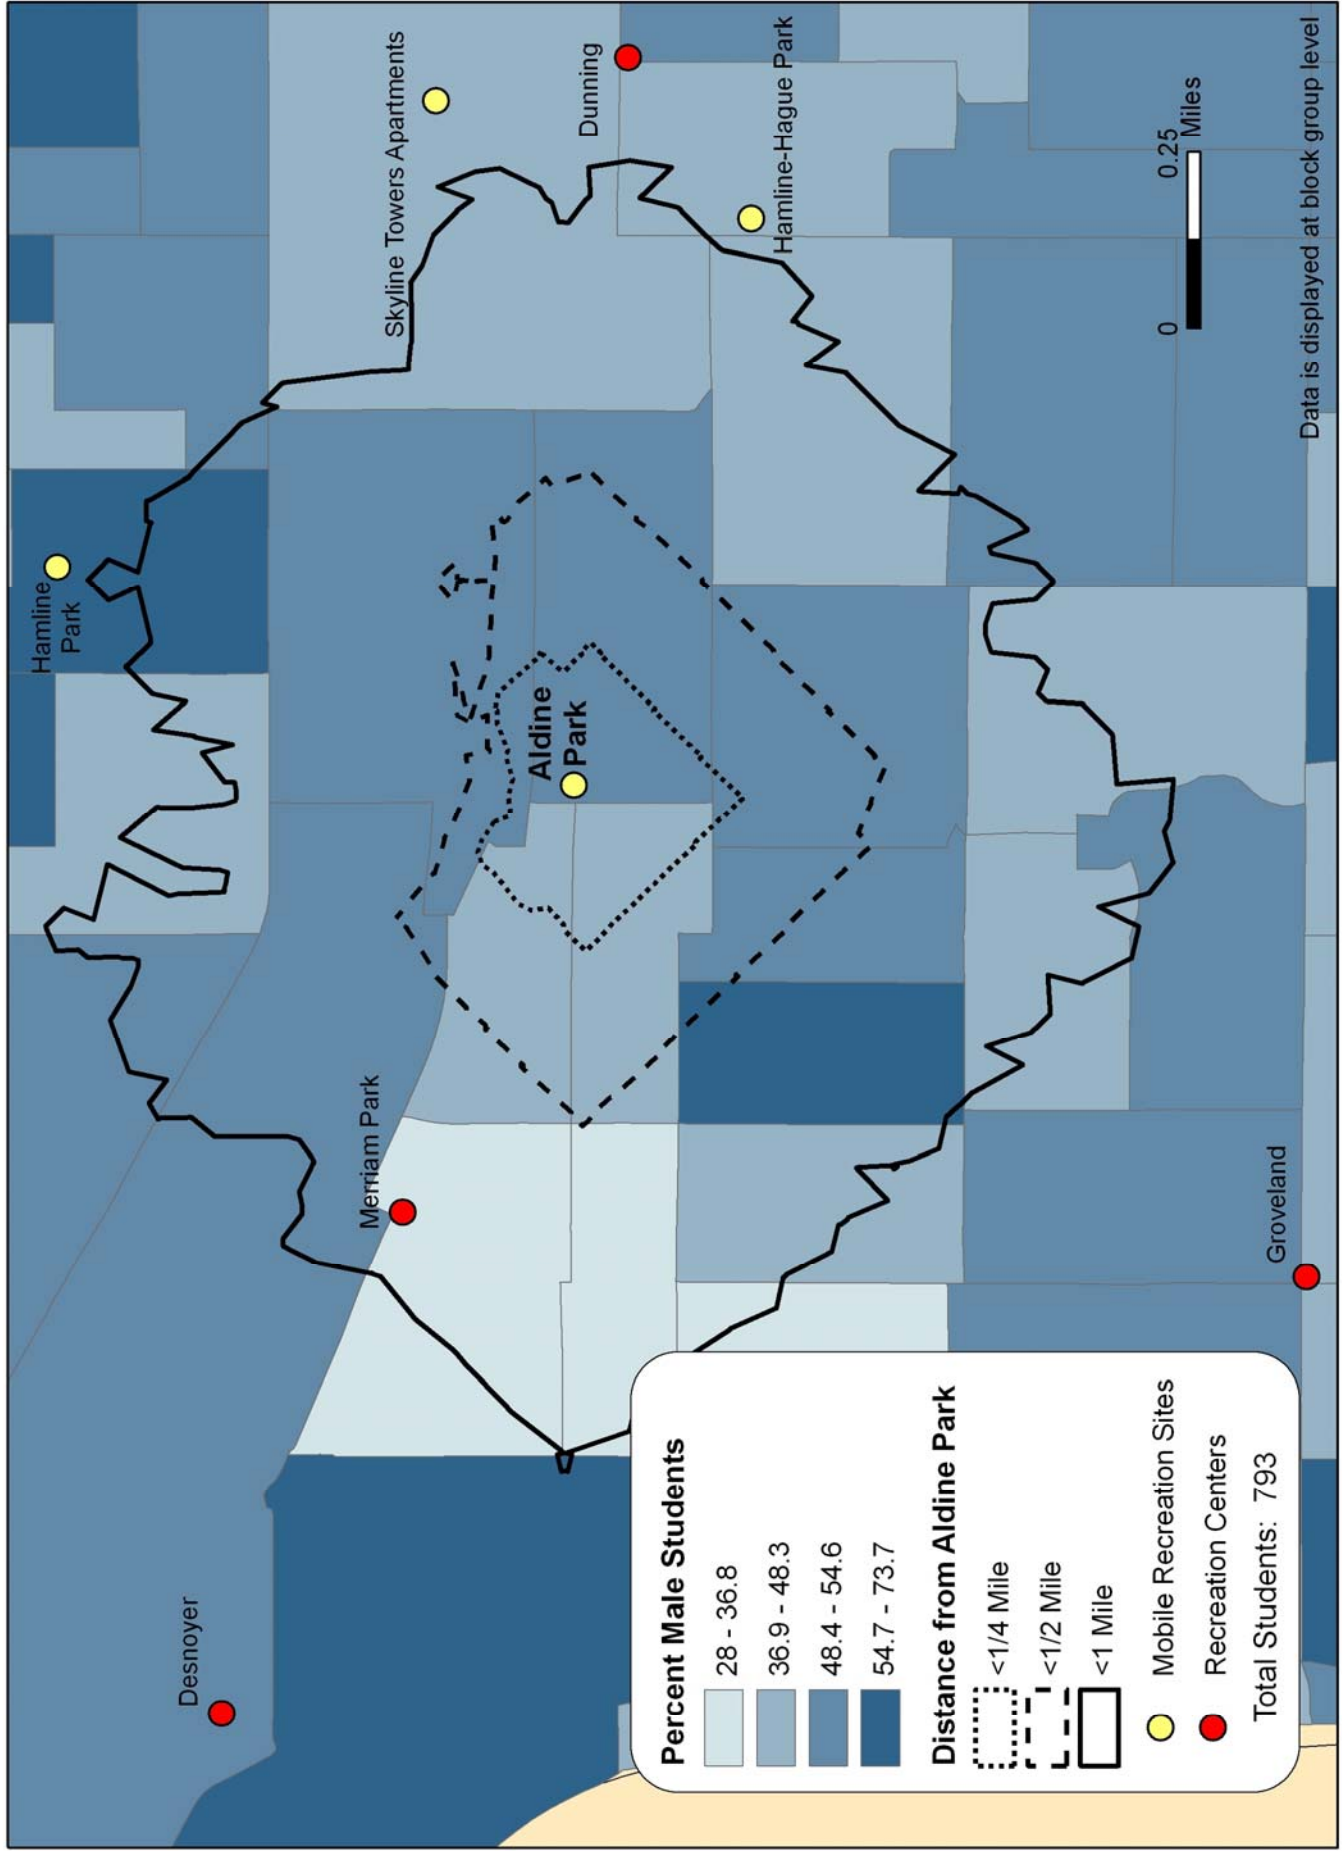 Hamline
Park
Skyline Towers Apartments
Dunning
Hamline-Hague Park
Aldine
Park
Merriam Park
Desnoyer
Groveland
Percent Male Students
28 - 36.8
36.9 - 48.3
48.4 - 54.6
54.7 - 73.7
Distance from Aldine Park
<1/4 Mile
<1/2 Mile
<1 Mile
Mobile Recreation Sites
Recreation Centers
Total Students: 793
0 0.25
Miles
Data is displayed at block group level